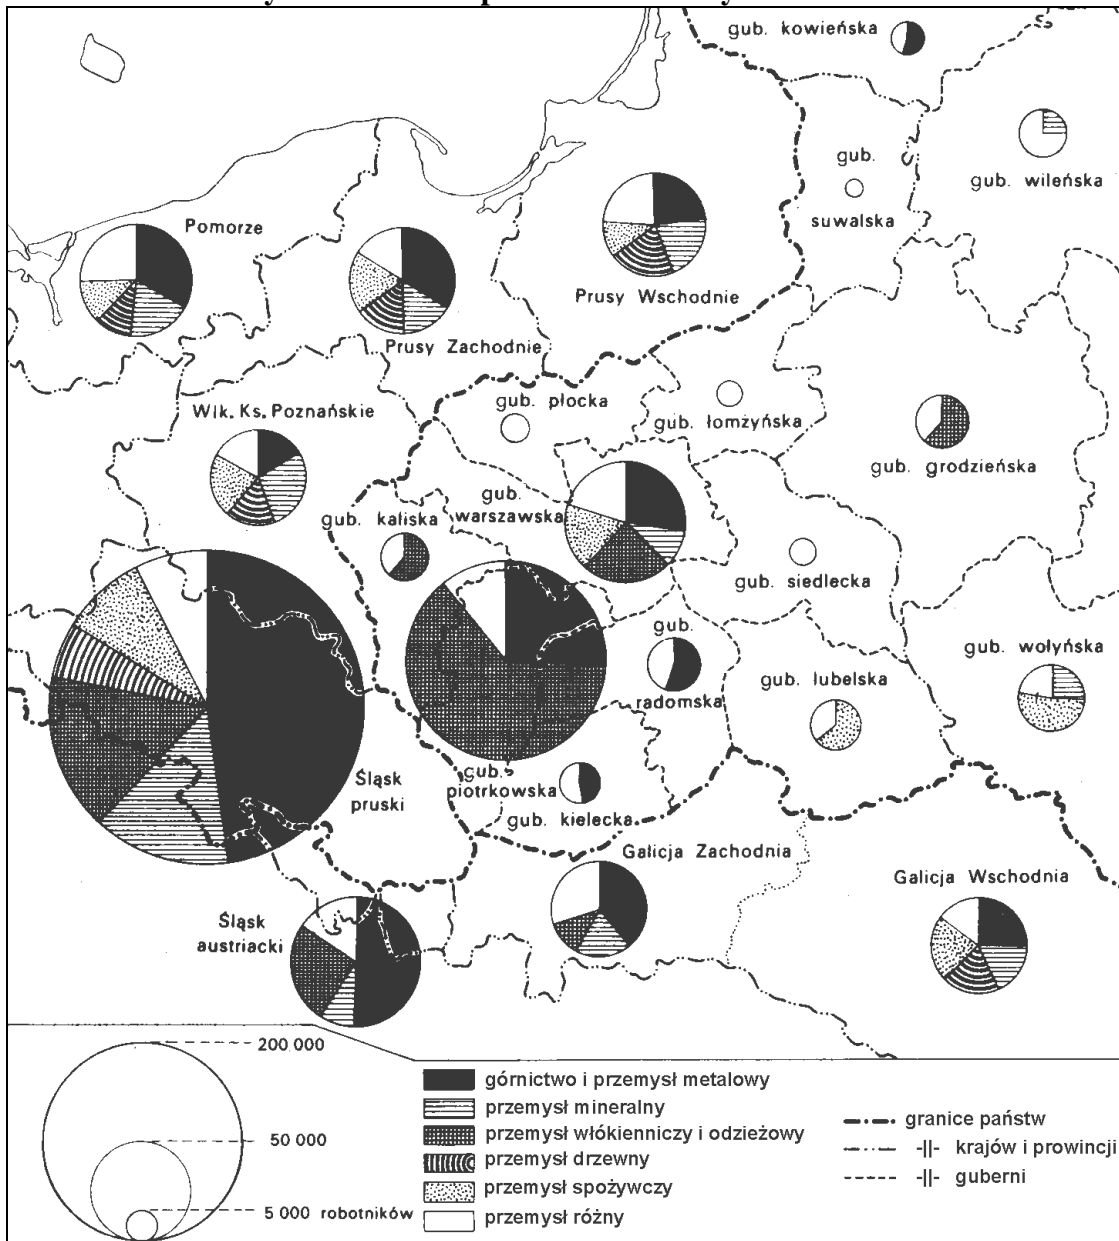 gub. kowieńska
gub. wileńska
gub.
suwalska
Pomorze
Prusy Wschodnie
Prusy Zachodnie
Wlk. Ks. Poznańskie
gub. płocka
gub. łomżyńska
gub. grodzieńska
gub.
warszawska
gub. kaliska
gub. siedlecka
gub.
radomska
gub. wołyńska
gub. lubelska
gub.
piotrkowska
gub. kielecka
Śląsk
pruski
Galicja Zachodnia
Galicja Wschodnia
Śląsk
austriacki
200 000
50 000
5 000 robotników
górnictwo i przemysł metalowy
przemysł mineralny
przemysł włókienniczy i odzieżowy
przemysł drzewny
przemysł spożywczy
przemysł różny
granice państw
-||- krajów i prowincji
-||- guberni